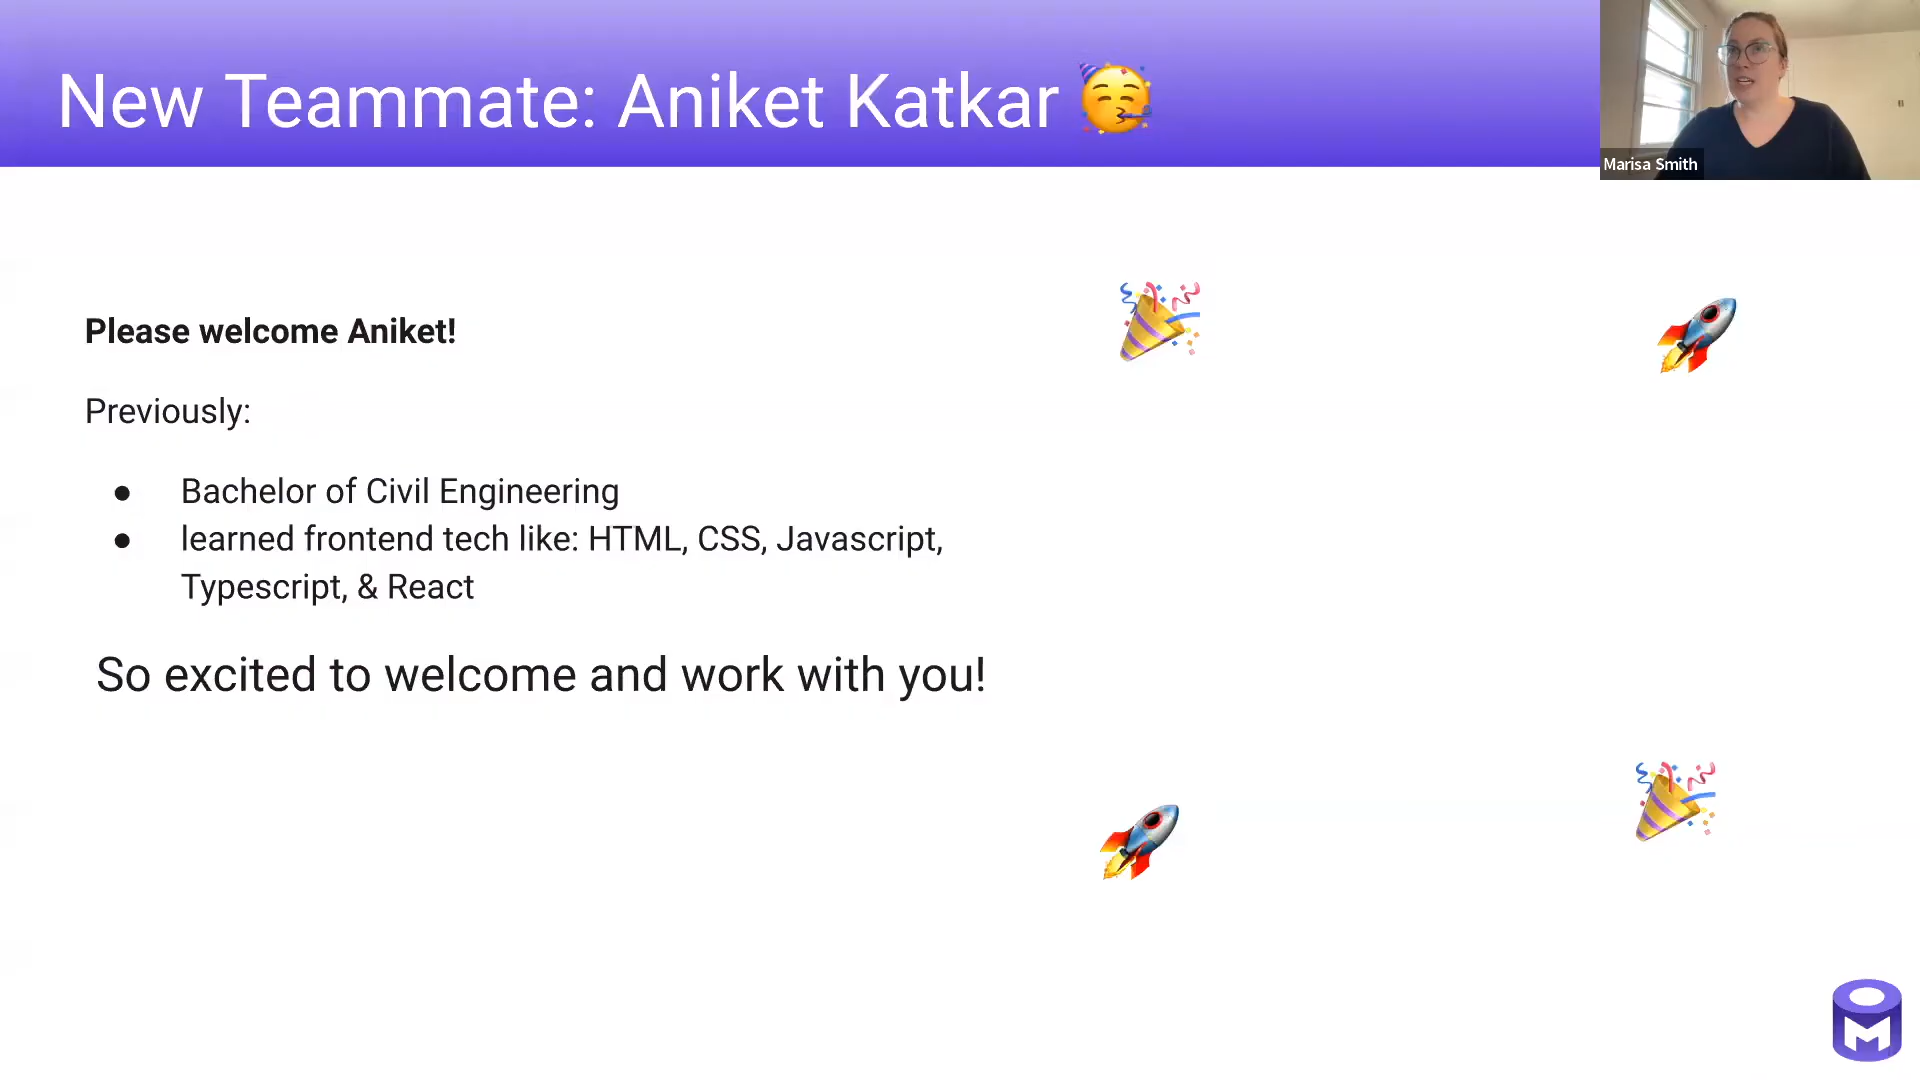 New Teammate: Aniket Katkar 🥳
Marisa Smith
Please welcome Aniket!
Previously:
● Bachelor of Civil Engineering
● learned frontend tech like: HTML, CSS, Javascript,
Typescript, & React
So excited to welcome and work with you!
M